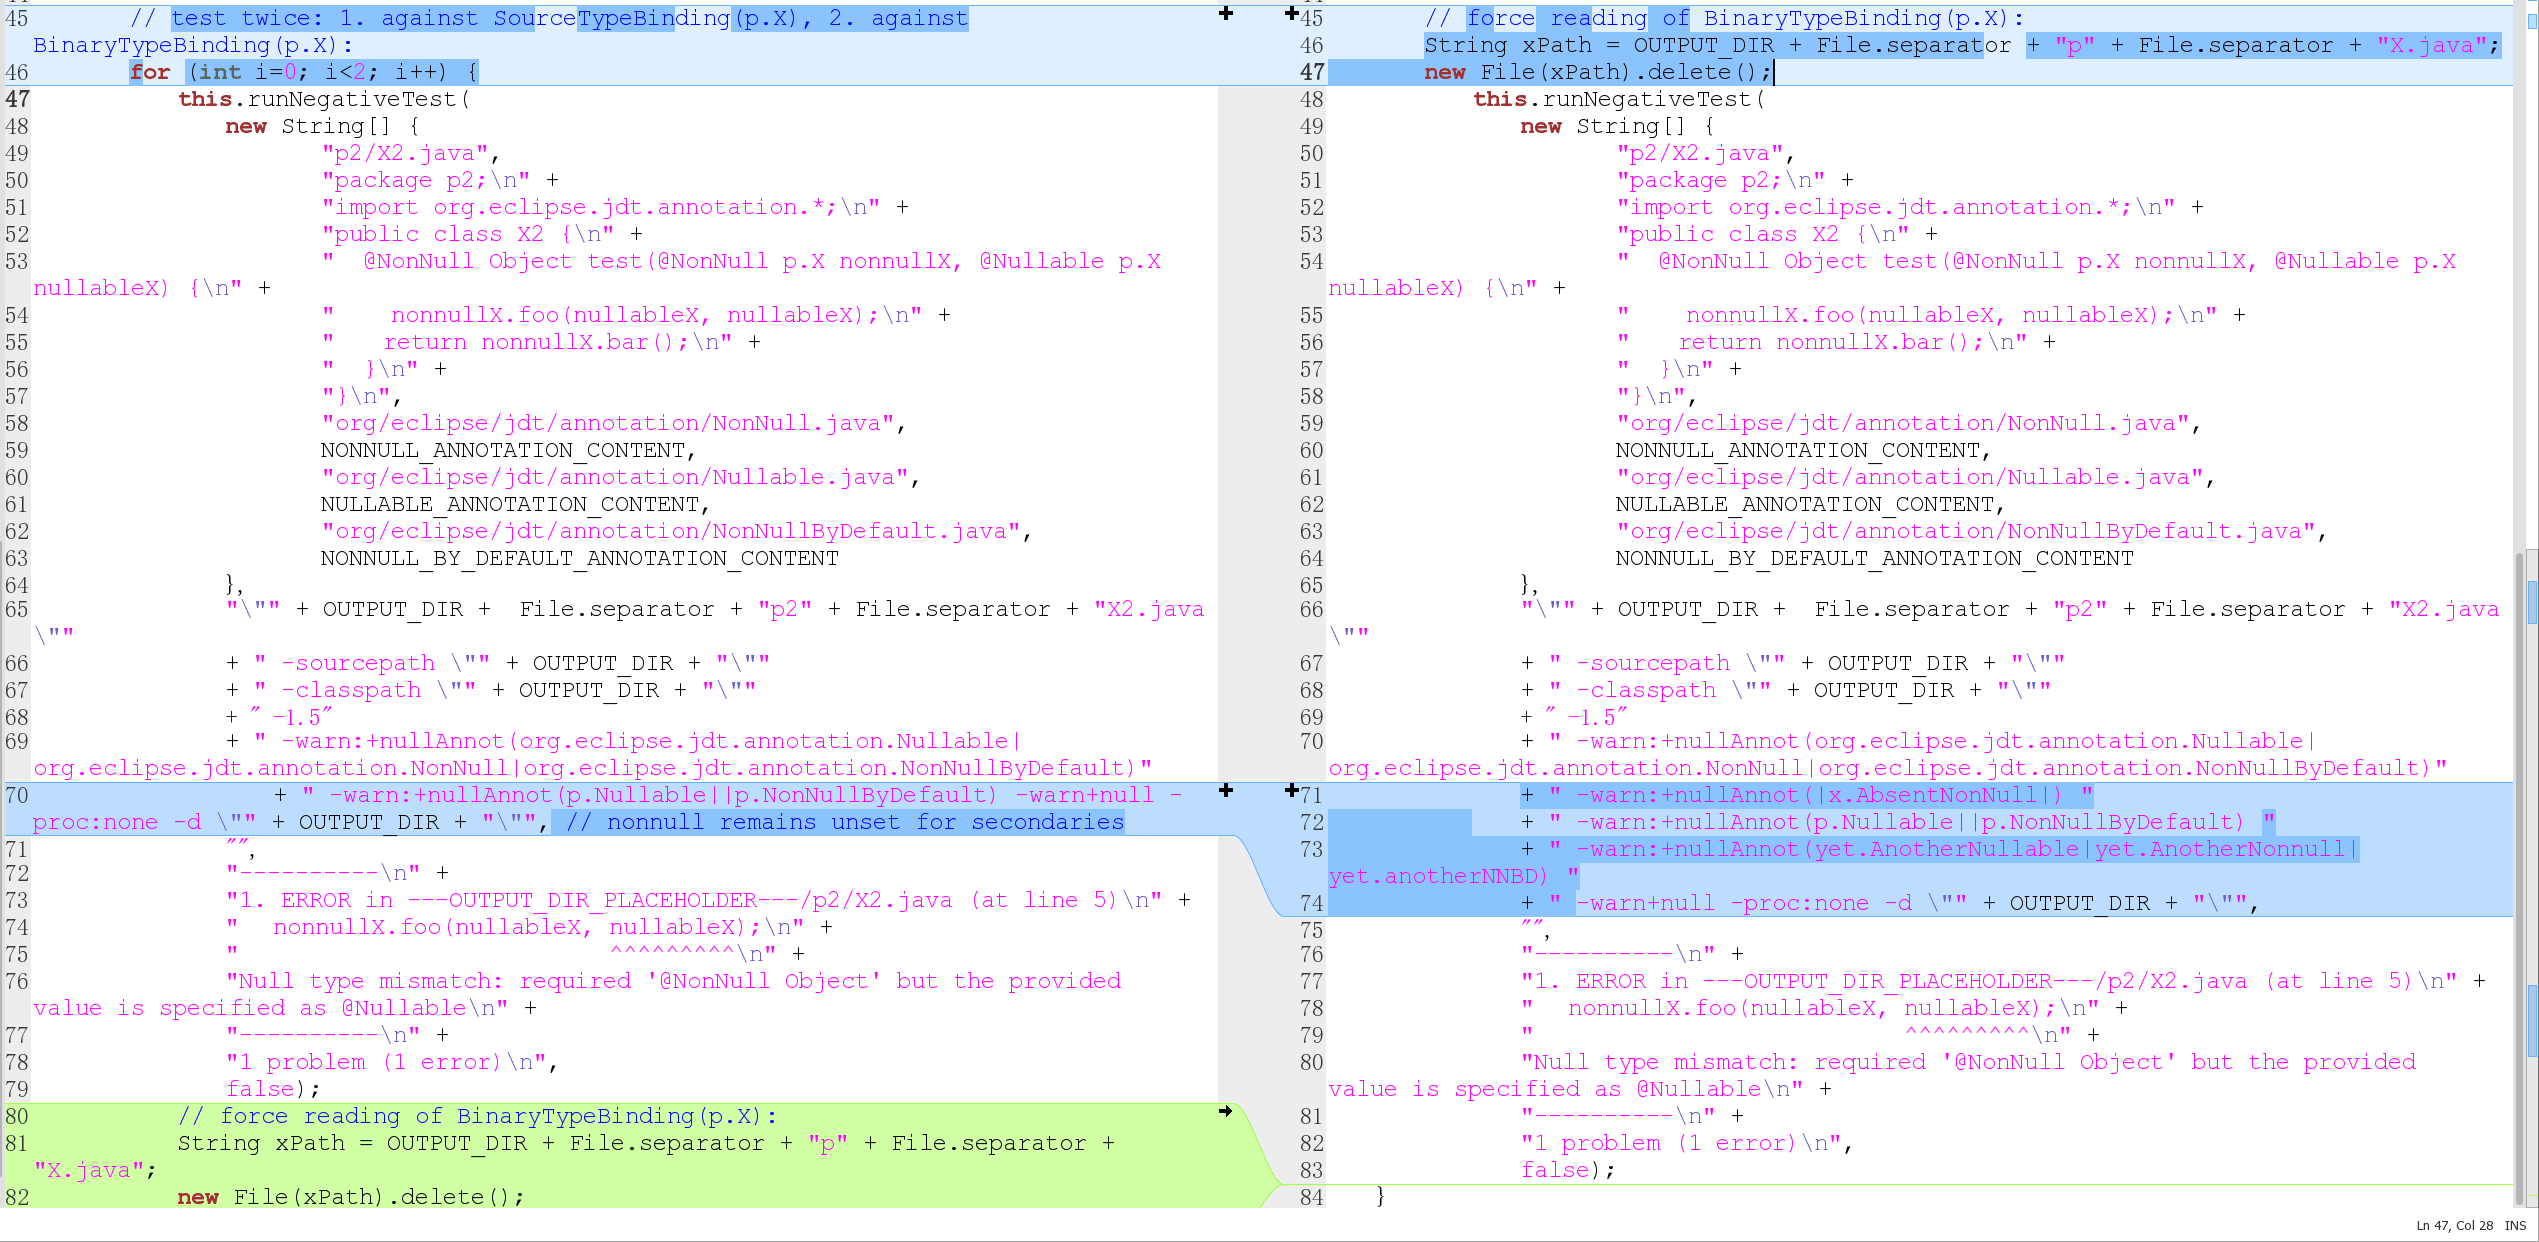 45 // test twice: 1. against SourceTypeBinding(p.X), 2. against
BinaryTypeBinding(p.X):
46 for (int i=0; i<2; i++) {
47 this.runNegativeTest(
48 new String[] {
49 "p2/X2.java",
50 "package p2;\n" +
51 "import org.eclipse.jdt.annotation.*;\n" +
52 "public class X2 {\n" +
53 "  @NonNull Object test(@NonNull p.X nonnullX, @Nullable p.X
nullableX) {\n" +
54 "    nonnullX.foo(nullableX, nullableX);\n" +
55 "    return nonnullX.bar();\n" +
56 "  }\n" +
57 "}\n",
58 "org/eclipse/jdt/annotation/NonNull.java",
59 NONNULL_ANNOTATION_CONTENT,
60 "org/eclipse/jdt/annotation/Nullable.java",
61 NULLABLE_ANNOTATION_CONTENT,
62 "org/eclipse/jdt/annotation/NonNullByDefault.java",
63 NONNULL_BY_DEFAULT_ANNOTATION_CONTENT
64 },
65 "\"" + OUTPUT_DIR +  File.separator + "p2" + File.separator + "X2.java
\""
66 + " -sourcepath \"" + OUTPUT_DIR + "\""
67 + " -classpath \"" + OUTPUT_DIR + "\""
68 + " -1.5"
69 + " -warn:+nullAnnot(org.eclipse.jdt.annotation.Nullable|
org.eclipse.jdt.annotation.NonNull|org.eclipse.jdt.annotation.NonNullByDefault)"
70 + " -warn:+nullAnnot(p.Nullable||p.NonNullByDefault) -warn+null -
proc:none -d \"" + OUTPUT_DIR + "\"", // nonnull remains unset for secondaries
71 "",
72 "----------\n" +
73 "1. ERROR in ---OUTPUT_DIR_PLACEHOLDER---/p2/X2.java (at line 5)\n" +
74 "  nonnullX.foo(nullableX, nullableX);\n" +
75 "                          ^^^^^^^^^\n" +
76 "Null type mismatch: required '@NonNull Object' but the provided
value is specified as @Nullable\n" +
77 "----------\n" +
78 "1 problem (1 error)\n",
79 false);
80 // force reading of BinaryTypeBinding(p.X):
81 String xPath = OUTPUT_DIR + File.separator + "p" + File.separator +
"X.java";
82 new File(xPath).delete();
45 // force reading of BinaryTypeBinding(p.X):
46 String xPath = OUTPUT_DIR + File.separator + "p" + File.separator + "X.java";
47 new File(xPath).delete();
48 this.runNegativeTest(
49 new String[] {
50 "p2/X2.java",
51 "package p2;\n" +
52 "import org.eclipse.jdt.annotation.*;\n" +
53 "public class X2 {\n" +
54 "  @NonNull Object test(@NonNull p.X nonnullX, @Nullable p.X
nullableX) {\n" +
55 "    nonnullX.foo(nullableX, nullableX);\n" +
56 "    return nonnullX.bar();\n" +
57 "  }\n" +
58 "}\n",
59 "org/eclipse/jdt/annotation/NonNull.java",
60 NONNULL_ANNOTATION_CONTENT,
61 "org/eclipse/jdt/annotation/Nullable.java",
62 NULLABLE_ANNOTATION_CONTENT,
63 "org/eclipse/jdt/annotation/NonNullByDefault.java",
64 NONNULL_BY_DEFAULT_ANNOTATION_CONTENT
65 },
66 "\"" + OUTPUT_DIR +  File.separator + "p2" + File.separator + "X2.java
\""
67 + " -sourcepath \"" + OUTPUT_DIR + "\""
68 + " -classpath \"" + OUTPUT_DIR + "\""
69 + " -1.5"
70 + " -warn:+nullAnnot(org.eclipse.jdt.annotation.Nullable|
org.eclipse.jdt.annotation.NonNull|org.eclipse.jdt.annotation.NonNullByDefault)"
71 + " -warn:+nullAnnot(|x.AbsentNonNull|) "
72 + " -warn:+nullAnnot(p.Nullable||p.NonNullByDefault) "
73 + " -warn:+nullAnnot(yet.AnotherNullable|yet.AnotherNonnull|
yet.anotherNNBD) "
74 + " -warn+null -proc:none -d \"" + OUTPUT_DIR + "\"",
75 "",
76 "----------\n" +
77 "1. ERROR in ---OUTPUT_DIR_PLACEHOLDER---/p2/X2.java (at line 5)\n" +
78 "  nonnullX.foo(nullableX, nullableX);\n" +
79 "                          ^^^^^^^^^\n" +
80 "Null type mismatch: required '@NonNull Object' but the provided
value is specified as @Nullable\n" +
81 "----------\n" +
82 "1 problem (1 error)\n",
83 false);
84 }
Ln 47, Col 28 INS